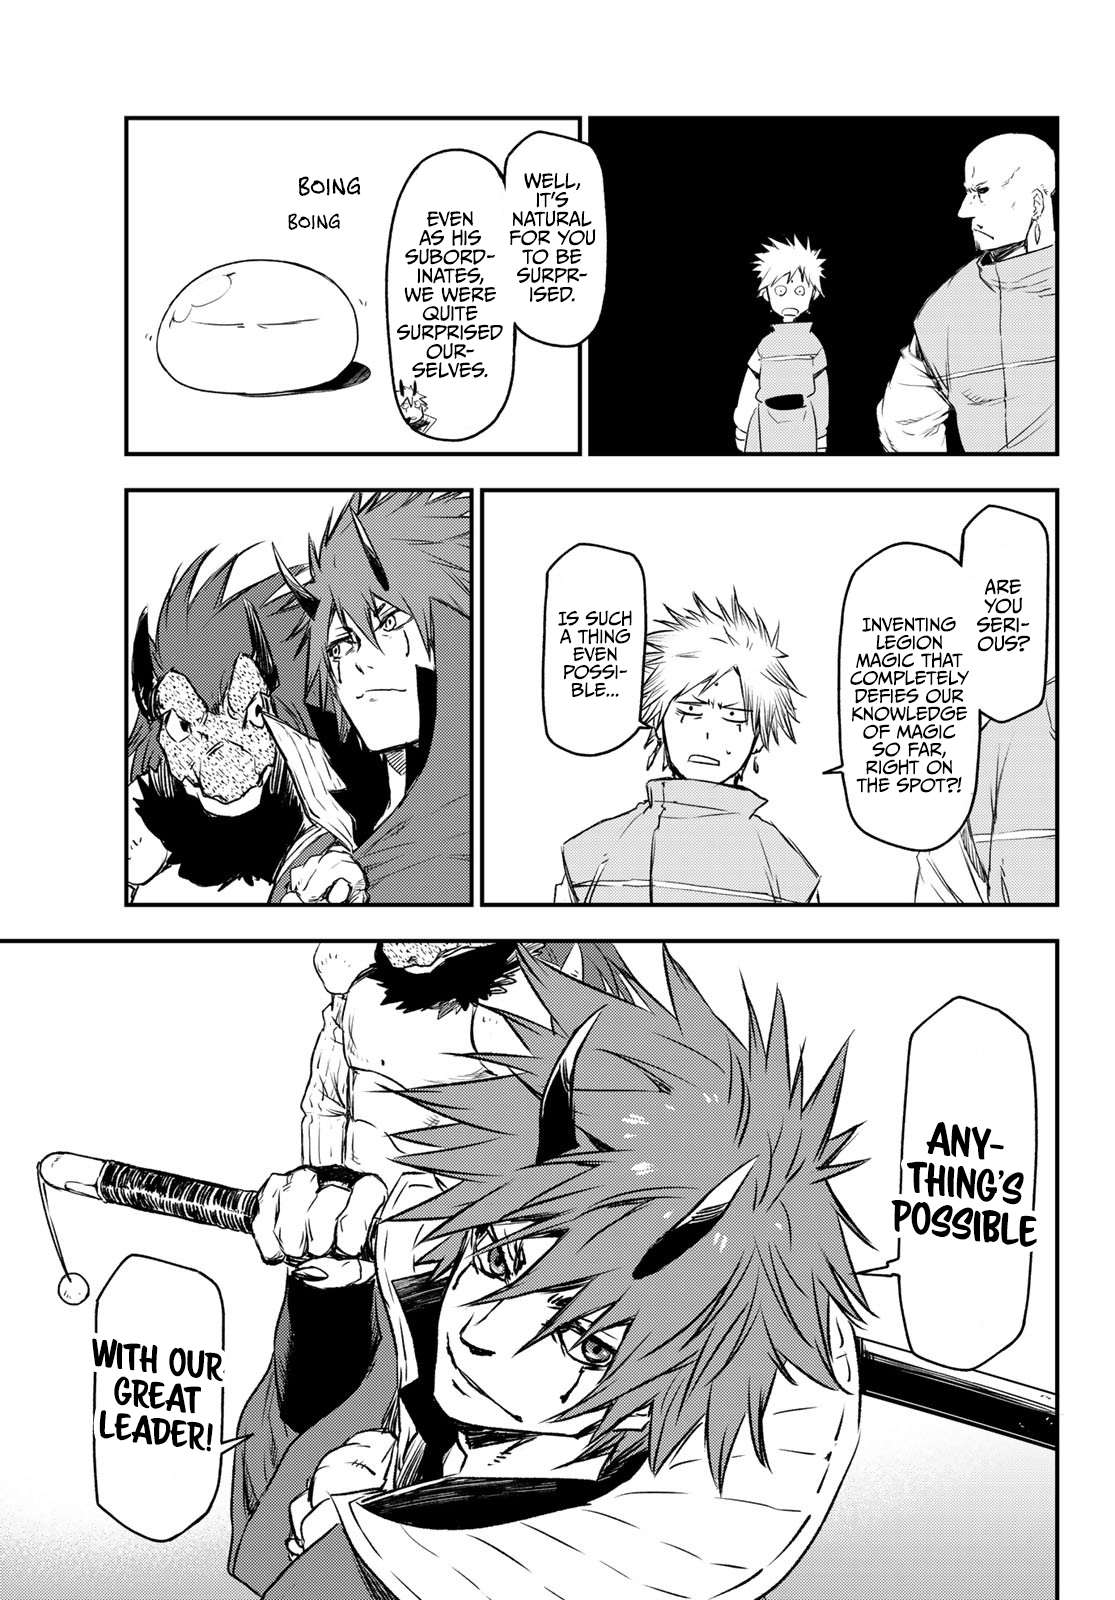 WELL,
IT'S
NATURAL
FOR YOU
TO BE
SURPR-
ISED.
EVEN
AS HIS
SUBORD-
INATES,
WE WERE
QUITE
SURPRISED
OUR-
SELVES.
BOING
BOING
ARE
YOU
SERI-
OUS?
INVENTING
LEGION
MAGIC THAT
COMPLETELY
DEFIES OUR
KNOWLEDGE
OF MAGIC
SO FAR,
RIGHT ON
THE SPOT?!
IS SUCH
A THING
EVEN
POSSI-
BLE...
ANY-
THING'S
POSSIBLE
WITH OUR
GREAT
LEADER!